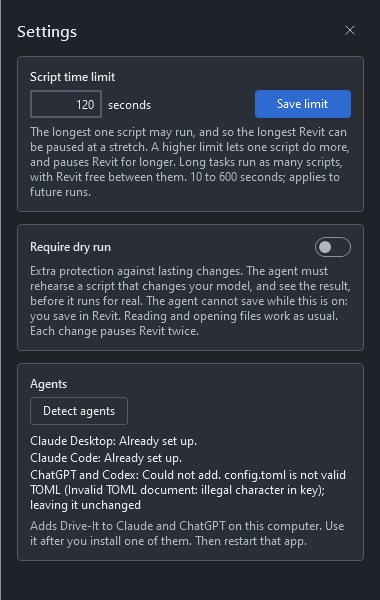 Settings
Script time limit
120 seconds Save limit
The longest one script may run, and so the longest Revit can
be paused at a stretch. A higher limit lets one script do more,
and pauses Revit for longer. Long tasks run as many scripts,
with Revit free between them. 10 to 600 seconds; applies to
future runs.
Require dry run
Extra protection against lasting changes. The agent must
rehearse a script that changes your model, and see the result,
before it runs for real. The agent cannot save while this is on:
you save in Revit. Reading and opening files work as usual.
Each change pauses Revit twice.
Agents
Detect agents
Claude Desktop: Already set up.
Claude Code: Already set up.
ChatGPT and Codex: Could not add. config.toml is not valid
TOML (Invalid TOML document: illegal character in key);
leaving it unchanged
Adds Drive-It to Claude and ChatGPT on this computer. Use
it after you install one of them. Then restart that app.